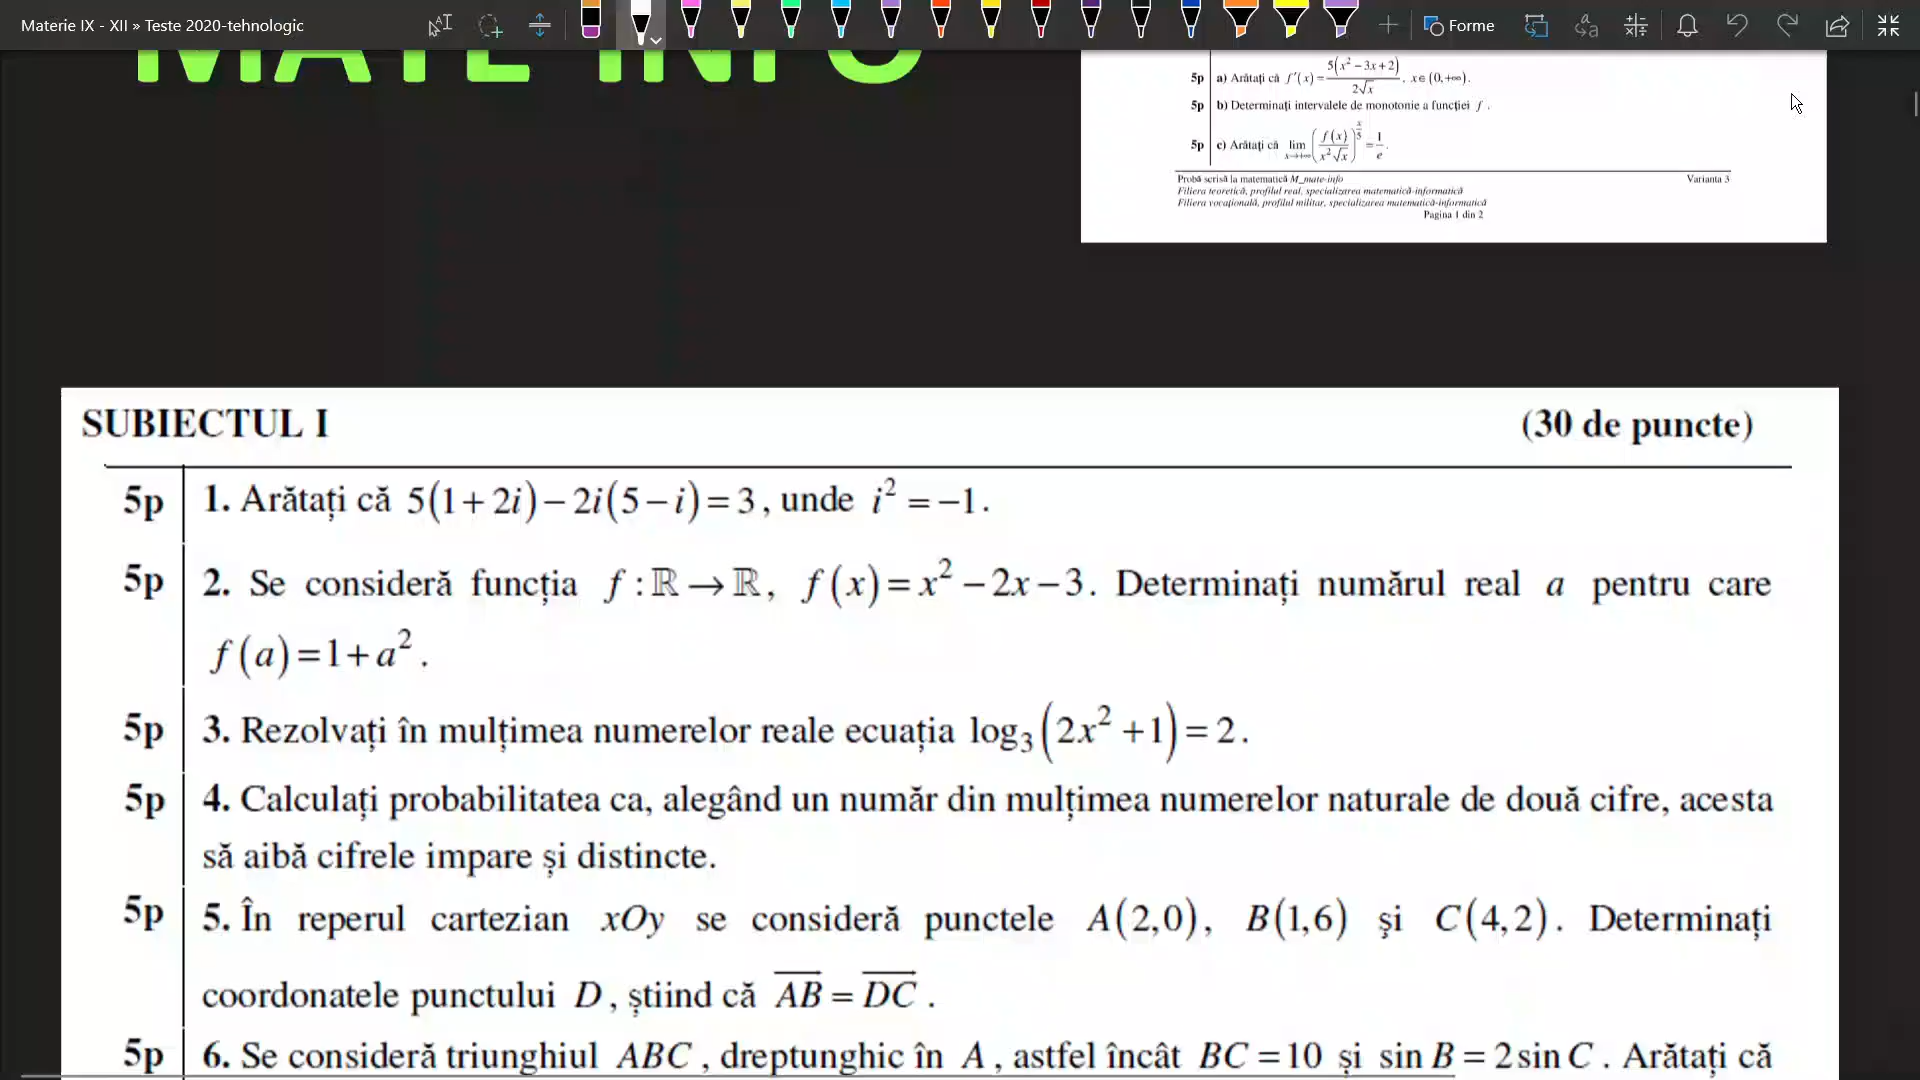 Materie IX - XII » Teste 2020-tehnologic
Forme
MATE INFO
5p a) Arătați că f'(x) = 5(x² − 3x + 2) / 2√x, x ∈ (0, +∞).
5p b) Determinați intervalele de monotonie a funcției f.
5p c) Arătați că lim x→+∞ (f(x) / x²√x)^(x/5) = 1/e.
Probă scrisă la matematică M_mate-info Varianta 3
Filiera teoretică, profilul real, specializarea matematică-informatică
Filiera vocațională, profilul militar, specializarea matematică-informatică
Pagina 1 din 2
SUBIECTUL I (30 de puncte)
5p 1. Arătați că 5(1+2i)−2i(5−i)=3, unde i² =−1.
5p 2. Se consideră funcția f : ℝ → ℝ, f(x) = x² − 2x − 3. Determinați numărul real a pentru care
f(a)=1+a².
5p 3. Rezolvați în mulțimea numerelor reale ecuația log₃(2x² +1) = 2.
5p 4. Calculați probabilitatea ca, alegând un număr din mulțimea numerelor naturale de două cifre, acesta
să aibă cifrele impare și distincte.
5p 5. În reperul cartezian xOy se consideră punctele A(2,0), B(1,6) şi C(4,2). Determinați
coordonatele punctului D, știind că AB = DC.
5p 6. Se consideră triunghiul ABC, dreptunghic în A, astfel încât BC = 10 și sin B = 2 sin C. Arătați că